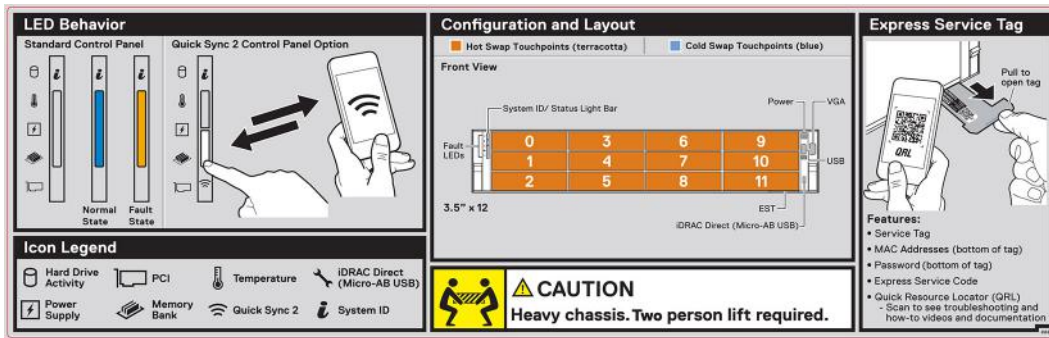 LED Behavior
Standard Control Panel
Quick Sync 2 Control Panel Option
i
i
i
i
Normal
State
Fault
State
Icon Legend
Hard Drive
Activity
PCI
Temperature
iDRAC Direct
(Micro-AB USB)
Power
Supply
Memory
Bank
Quick Sync 2
i System ID
Configuration and Layout
Hot Swap Touchpoints (terracotta)
Cold Swap Touchpoints (blue)
Front View
System ID/ Status Light Bar
Power
VGA
Fault
LEDs
0 3 6 9
1 4 7 10
2 5 8 11
USB
3.5" x 12
EST
iDRAC Direct (Micro-AB USB)
CAUTION
Heavy chassis. Two person lift required.
Express Service Tag
Pull to
open tag
QRL
Features:
• Service Tag
• MAC Addresses (bottom of tag)
• Password (bottom of tag)
• Express Service Code
• Quick Resource Locator (QRL)
- Scan to see troubleshooting and
how-to videos and documentation